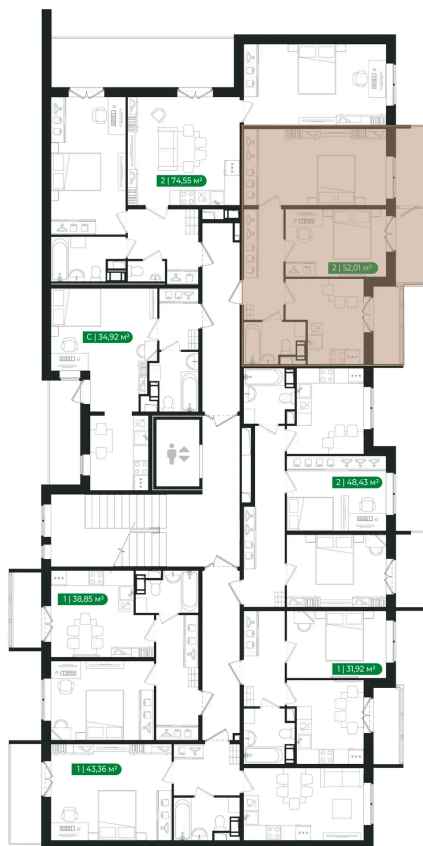 2 | 74,55 м²
2 | 52,01 м²
С | 34,92 м²
2 | 48,43 м²
1 | 38,85 м²
1 | 31,92 м²
1 | 43,36 м²